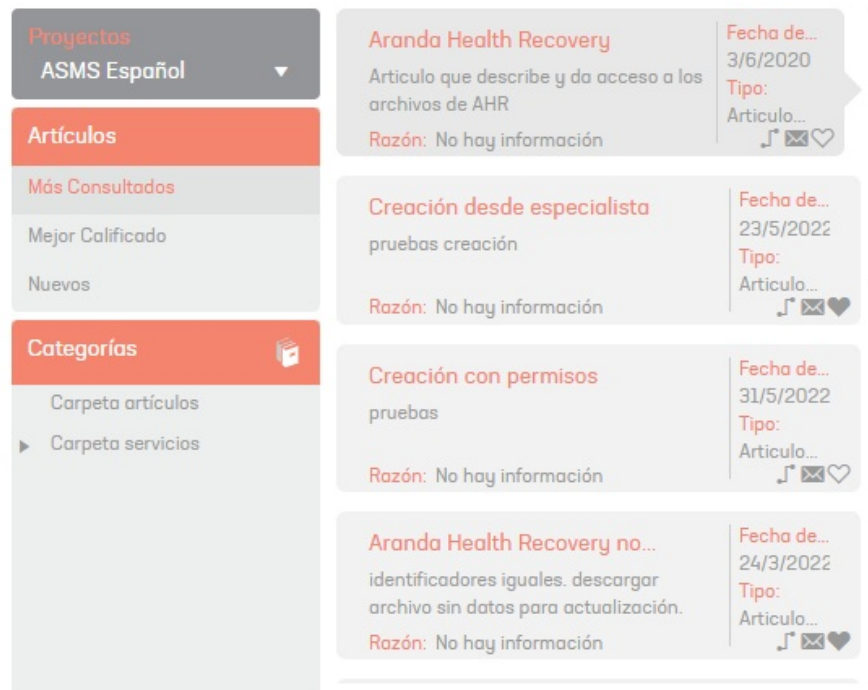 Proyectos
ASMS Español
Artículos
Más Consultados
Mejor Calificado
Nuevos
Categorías
Carpeta artículos
Carpeta servicios
Aranda Health Recovery
Articulo que describe y da acceso a los
archivos de AHR
Razón: No hay información
Fecha de...
3/6/2020
Tipo:
Articulo...
Creación desde especialista
pruebas creación
Razón: No hay información
Fecha de...
23/5/2022
Tipo:
Articulo...
Creación con permisos
pruebas
Razón: No hay información
Fecha de...
31/5/2022
Tipo:
Articulo...
Aranda Health Recovery no...
identificadores iguales. descargar
archivo sin datos para actualización.
Razón: No hay información
Fecha de...
24/3/2022
Tipo:
Articulo...